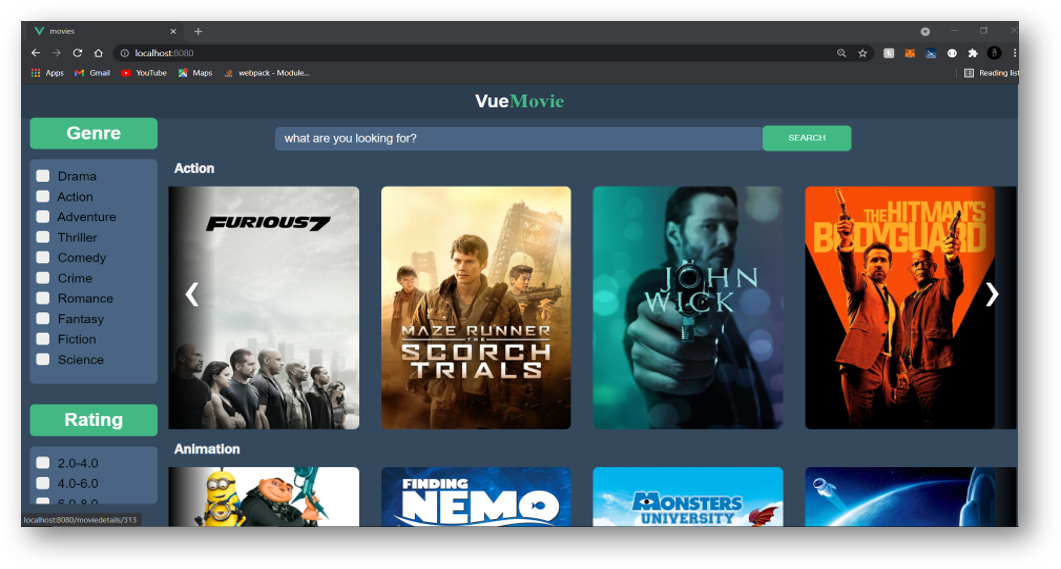 movies
localhost:8080
Apps Gmail YouTube Maps webpack - Module... Reading list
VueMovie
Genre
what are you looking for? SEARCH
Drama
Action
Adventure
Thriller
Comedy
Crime
Romance
Fantasy
Fiction
Science
Rating
2.0-4.0
4.0-6.0
6.0-8.0
Action
FURIOUS 7
MAZE RUNNER
THE
SCORCH
TRIALS
JOHN
WICK
THE HITMAN'S
BODYGUARD
Animation
FINDING
NEMO
MONSTERS
UNIVERSITY
localhost:8080/moviedetails/313